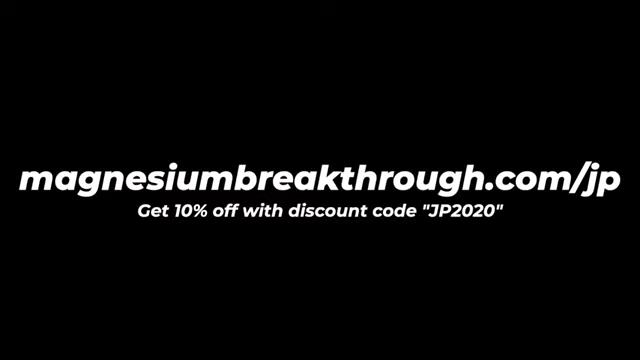 magnesiumbreakthrough.com/jp
Get 10% off with discount code "JP2020"